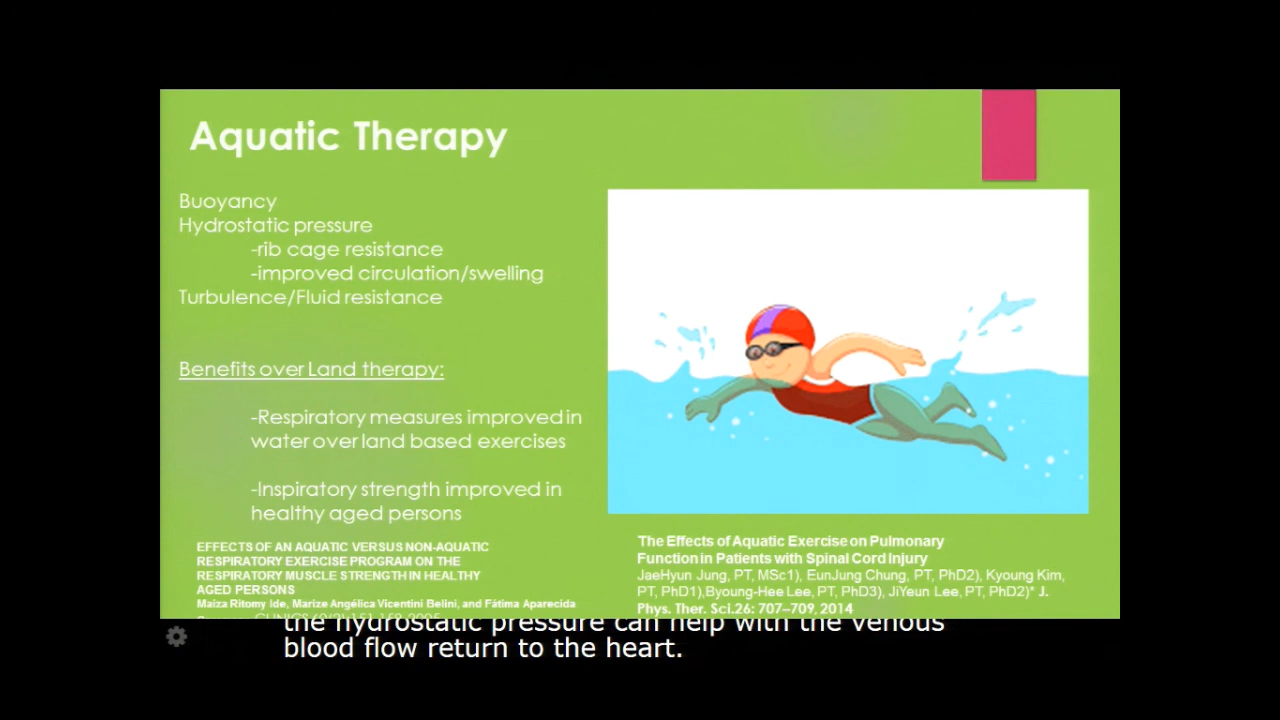 Aquatic Therapy
Buoyancy
Hydrostatic pressure
-rib cage resistance
-improved circulation/swelling
Turbulence/Fluid resistance
Benefits over Land therapy:
-Respiratory measures improved in
water over land based exercises
-Inspiratory strength improved in
healthy aged persons
EFFECTS OF AN AQUATIC VERSUS NON-AQUATIC
RESPIRATORY EXERCISE PROGRAM ON THE
RESPIRATORY MUSCLE STRENGTH IN HEALTHY
AGED PERSONS
Maiza Ritomy Ide, Marize Angélica Vicentini Belini, and Fátima Aparecida
The Effects of Aquatic Exercise on Pulmonary
Function in Patients with Spinal Cord Injury
JaeHyun Jung, PT, MSc1), EunJung Chung, PT, PhD2), Kyoung Kim,
PT, PhD1),Byoung-Hee Lee, PT, PhD3), JiYeun Lee, PT, PhD2)* J.
Phys. Ther. Sci.26: 707–709, 2014
the hydrostatic pressure can help with the venous
blood flow return to the heart.